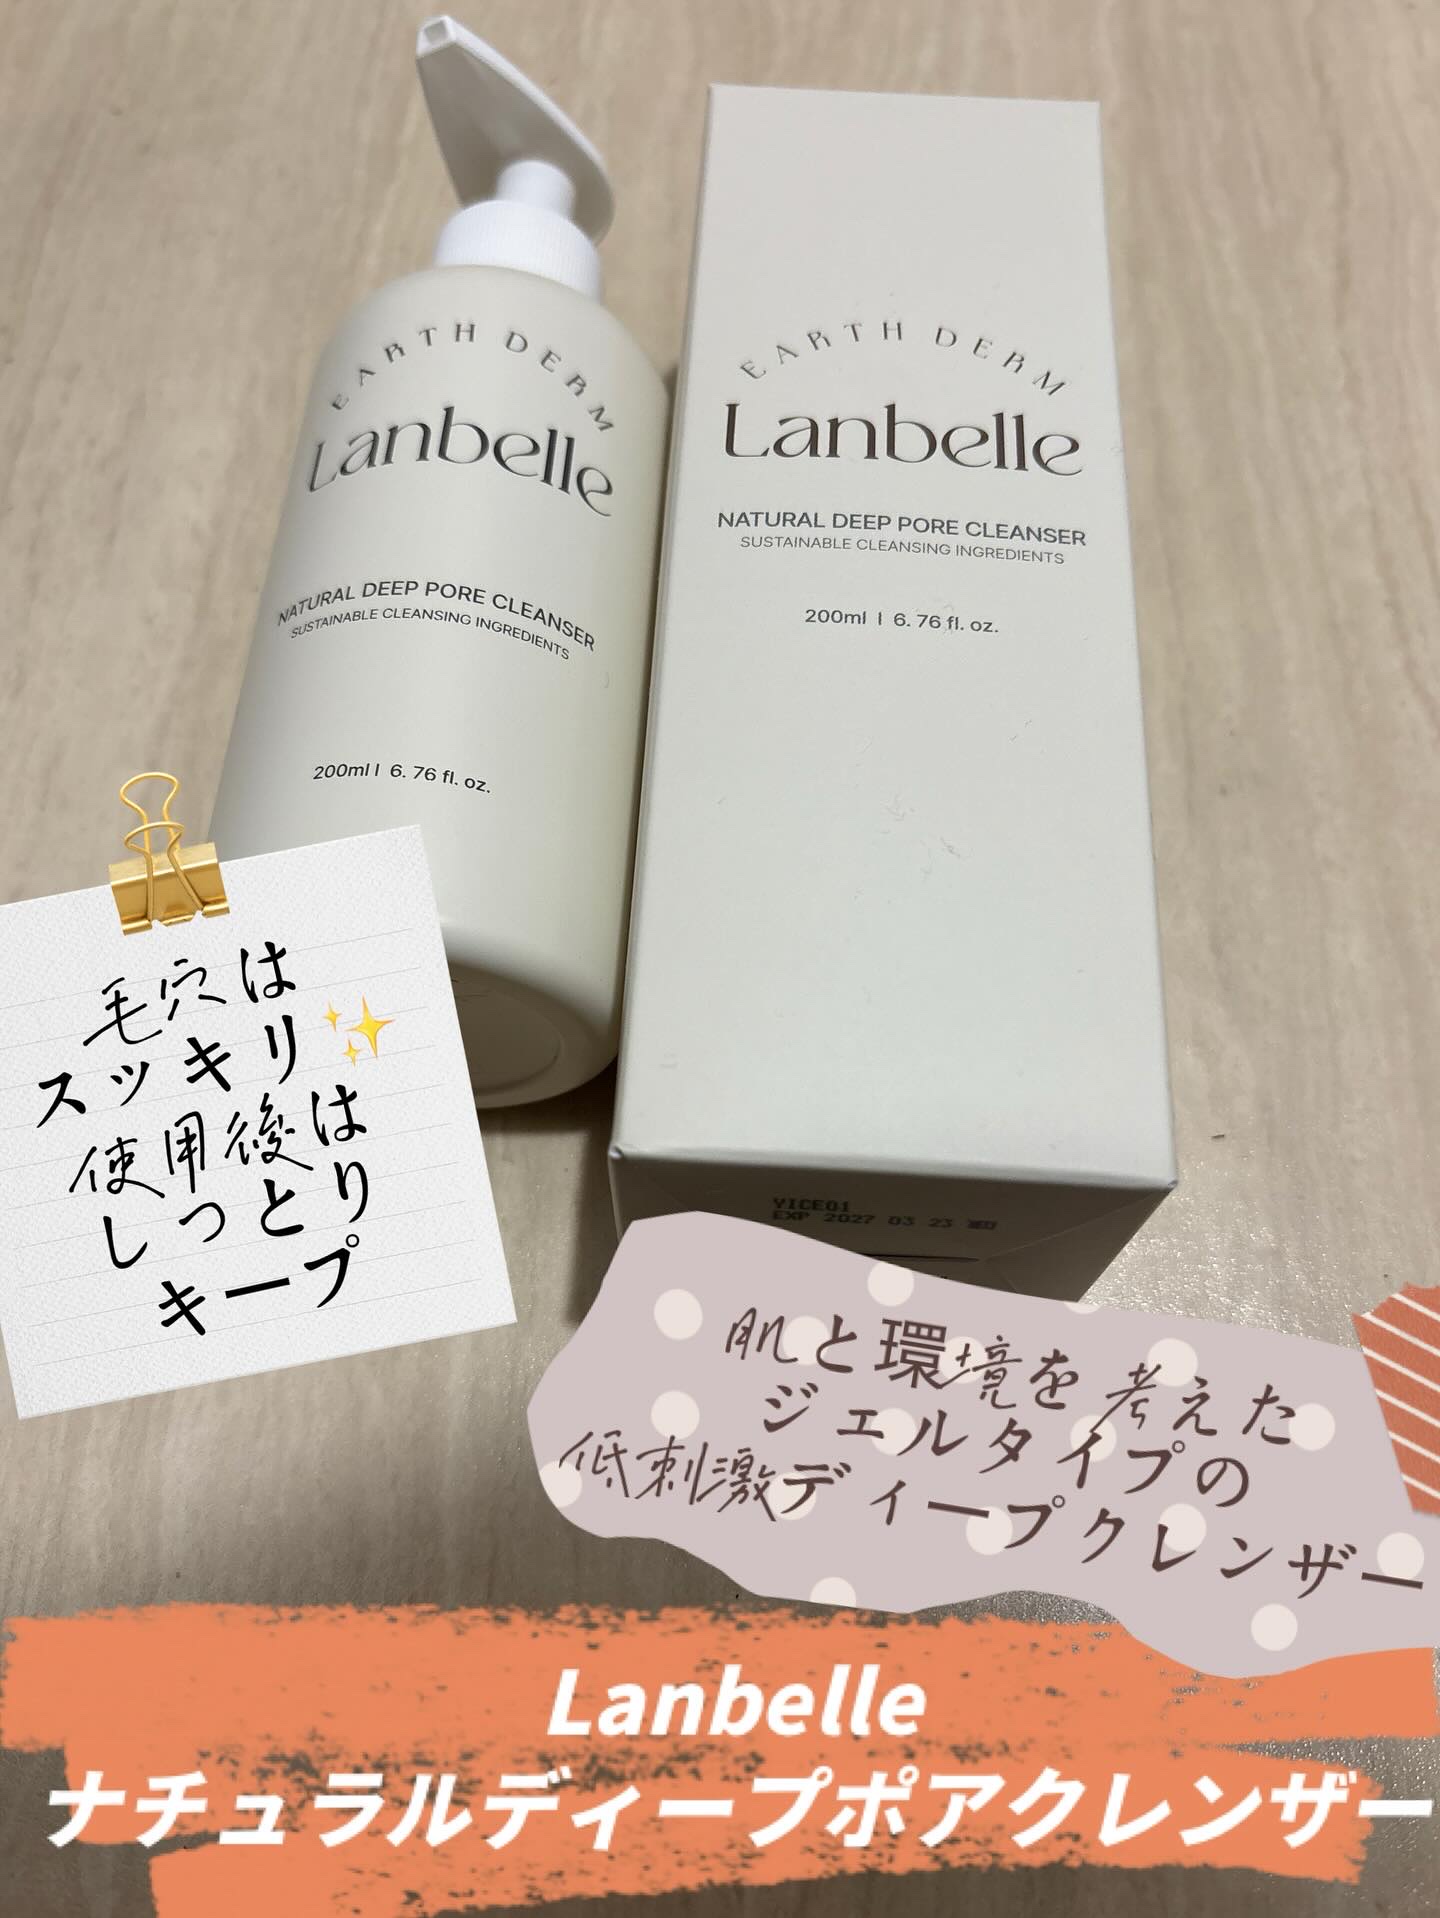 EARTH DERM
Lanbelle
NATURAL DEEP PORE CLEANSER
SUSTAINABLE CLEANSING INGREDIENTS
200ml | 6.76 fl. oz.
EARTH DERM
Lanbelle
NATURAL DEEP PORE CLEANSER
SUSTAINABLE CLEANSING INGREDIENTS
200ml | 6.76 fl. oz.
YICE01
EXP 2027 03 23
毛穴は
スッキリ✨
使用後は
しっとり
キープ
肌と環境を考えた
ジェルタイプの
低刺激ディープクレンザー
Lanbelle
ナチュラルディープポアクレンザー